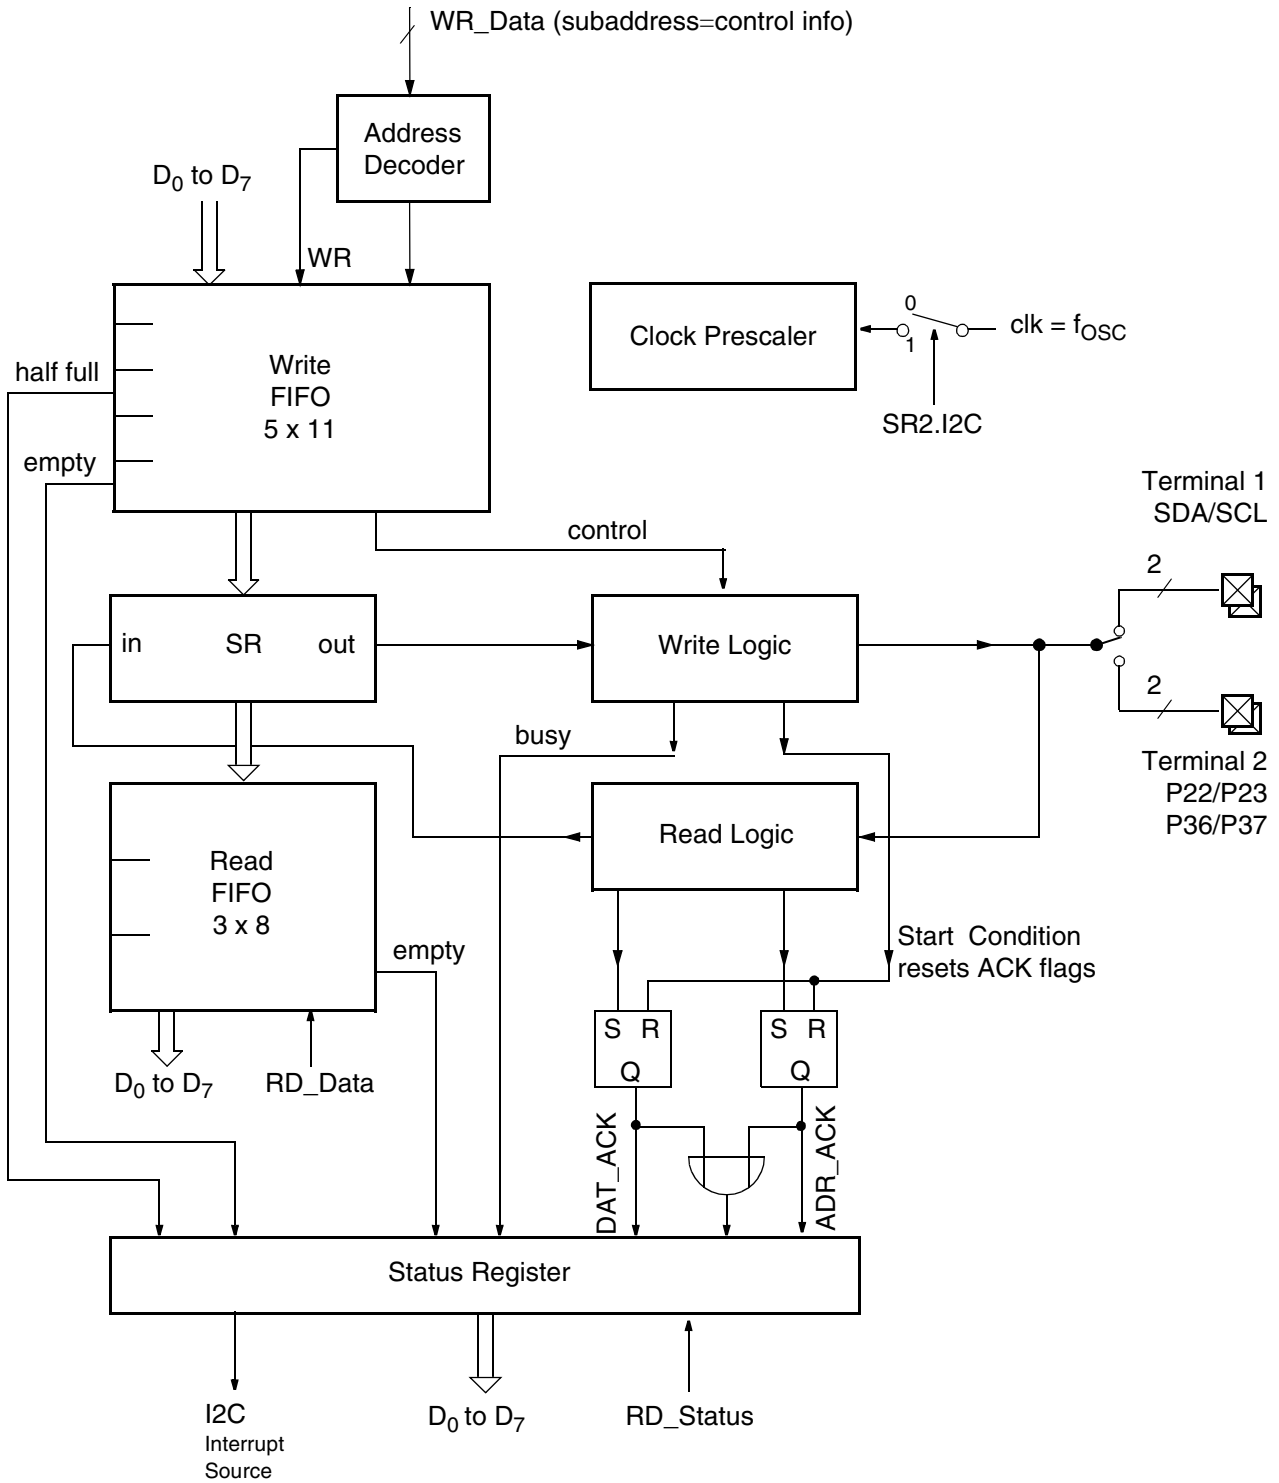 WR_Data (subaddress=control info)
Address
Decoder
D0 to D7
WR
Write
FIFO
5 x 11
half full
empty
Clock Prescaler
0
1
clk = fOSC
SR2.I2C
control
Terminal 1
SDA/SCL
2
in
SR
out
Write Logic
2
Terminal 2
P22/P23
P36/P37
busy
Read
FIFO
3 x 8
Read Logic
empty
Start Condition
resets ACK flags
S R
Q
S R
Q
D0 to D7
RD_Data
DAT_ACK
ADR_ACK
Status Register
I2C
Interrupt
Source
D0 to D7
RD_Status